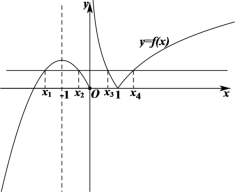 y
y=f(x)
x₁ -1 x₂ O x₃ 1 x₄ x